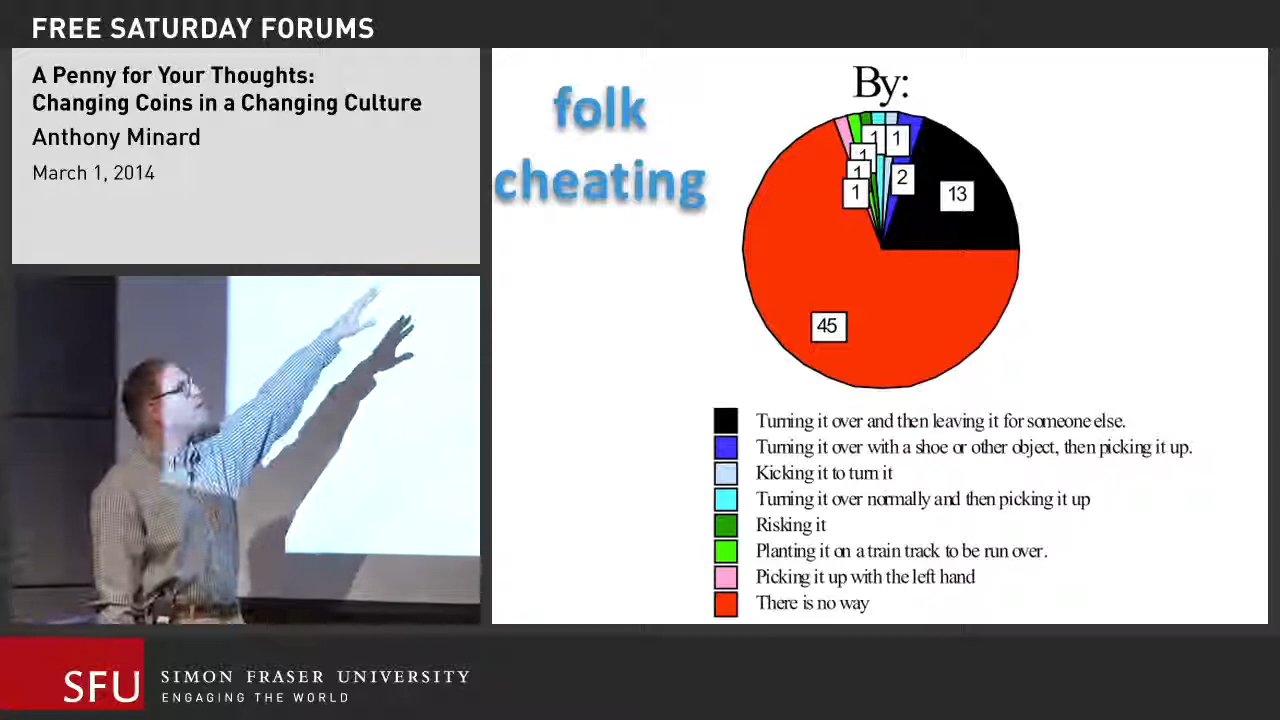 FREE SATURDAY FORUMS
A Penny for Your Thoughts:
Changing Coins in a Changing Culture
Anthony Minard
March 1, 2014
folk
cheating
By:
1
1
1
1
1
2
13
45
Turning it over and then leaving it for someone else.
Turning it over with a shoe or other object, then picking it up.
Kicking it to turn it
Turning it over normally and then picking it up
Risking it
Planting it on a train track to be run over.
Picking it up with the left hand
There is no way
SFU
SIMON FRASER UNIVERSITY
ENGAGING THE WORLD